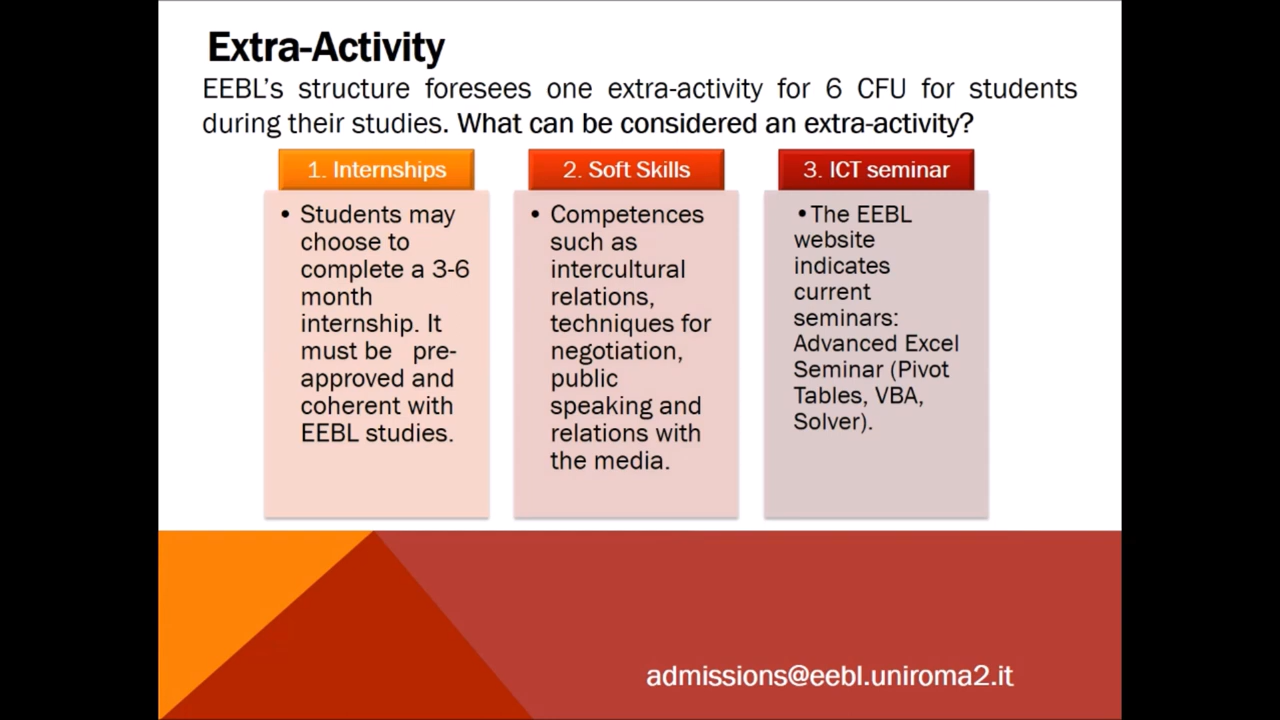 Extra-Activity
EEBL's structure foresees one extra-activity for 6 CFU for students
during their studies. What can be considered an extra-activity?
1. Internships
• Students may
choose to
complete a 3-6
month
internship. It
must be pre-
approved and
coherent with
EEBL studies.
2. Soft Skills
• Competences
such as
intercultural
relations,
techniques for
negotiation,
public
speaking and
relations with
the media.
3. ICT seminar
•The EEBL
website
indicates
current
seminars:
Advanced Excel
Seminar (Pivot
Tables, VBA,
Solver).
admissions@eebl.uniroma2.it